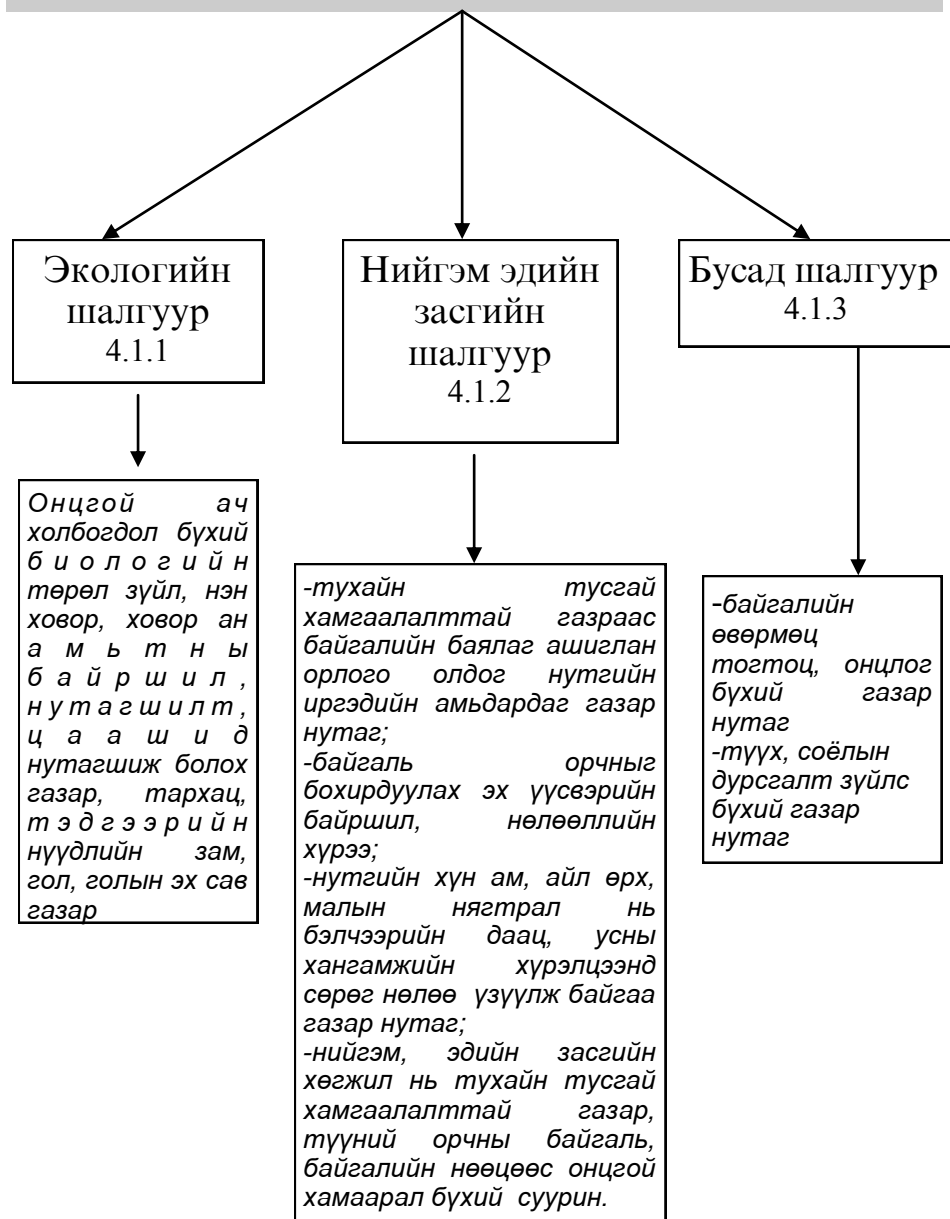 Экологийн
шалгуур
4.1.1
Нийгэм эдийн
засгийн
шалгуур
4.1.2
Бусад шалгуур
4.1.3
Онцгой ач
холбогдол бүхий
биологийн
төрөл зүйл, нэн
ховор, ховор ан
амьтны
байршил,
нутагшилт,
цаашид
нутагшиж болох
газар, тархац,
тэдгээрийн
нүүдлийн зам,
гол, голын эх сав
газар
-тухайн тусгай
хамгаалалттай газраас
байгалийн баялаг ашиглан
орлого олдог нутгийн
иргэдийн амьдардаг газар
нутаг;
-байгаль орчныг
бохирдуулах эх үүсвэрийн
байршил, нөлөөллийн
хүрээ;
-нутгийн хүн ам, айл өрх,
малын нягтрал нь
бэлчээрийн даац, усны
хангамжийн хүрэлцээнд
сөрөг нөлөө үзүүлж байгаа
газар нутаг;
-нийгэм, эдийн засгийн
хөгжил нь тухайн тусгай
хамгаалалттай газар,
түүний орчны байгаль,
байгалийн нөөцөөс онцгой
хамаарал бүхий суурин.
-байгалийн
өвөрмөц
тогтоц, онцлог
бүхий газар
нутаг
-түүх, соёлын
дурсгалт зүйлс
бүхий газар
нутаг